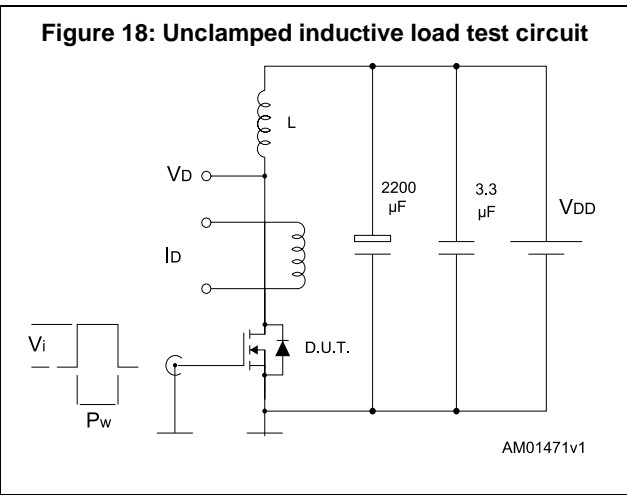 Figure 18: Unclamped inductive load test circuit
L
VD
2200
µF
3.3
µF
VDD
ID
Vi
D.U.T.
Pw
AM01471v1